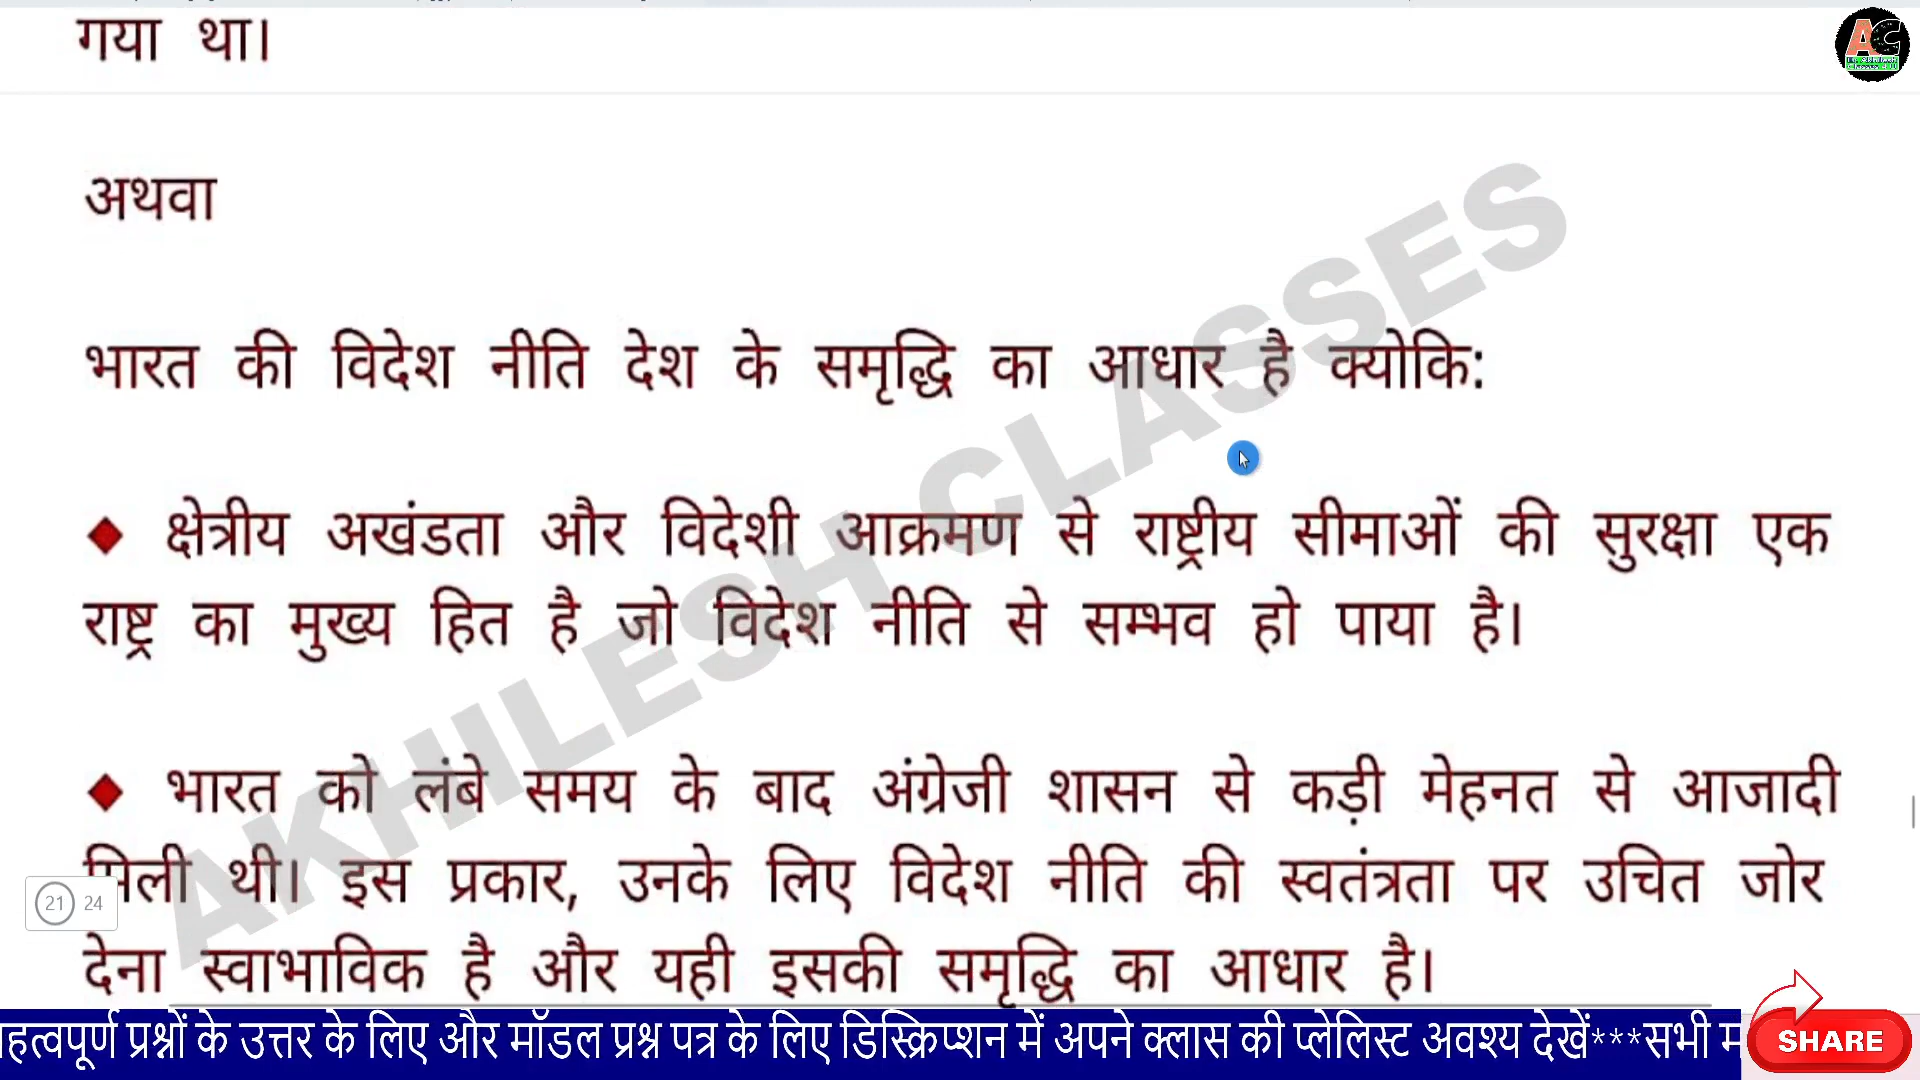 गया था।
अथवा
भारत की विदेश नीति देश के समृद्धि का आधार है क्योकि:
◆ क्षेत्रीय अखंडता और विदेशी आक्रमण से राष्ट्रीय सीमाओं की सुरक्षा एक
राष्ट्र का मुख्य हित है जो विदेश नीति से सम्भव हो पाया है।
◆ भारत को लंबे समय के बाद अंग्रेजी शासन से कड़ी मेहनत से आजादी
मिली थी। इस प्रकार, उनके लिए विदेश नीति की स्वतंत्रता पर उचित जोर
देना स्वाभाविक है और यही इसकी समृद्धि का आधार है।
AKHILESH CLASSES
21 24
हत्वपूर्ण प्रश्नों के उत्तर के लिए और मॉडल प्रश्न पत्र के लिए डिस्क्रिप्शन में अपने क्लास की प्लेलिस्ट अवश्य देखें***सभी म
SHARE
AC